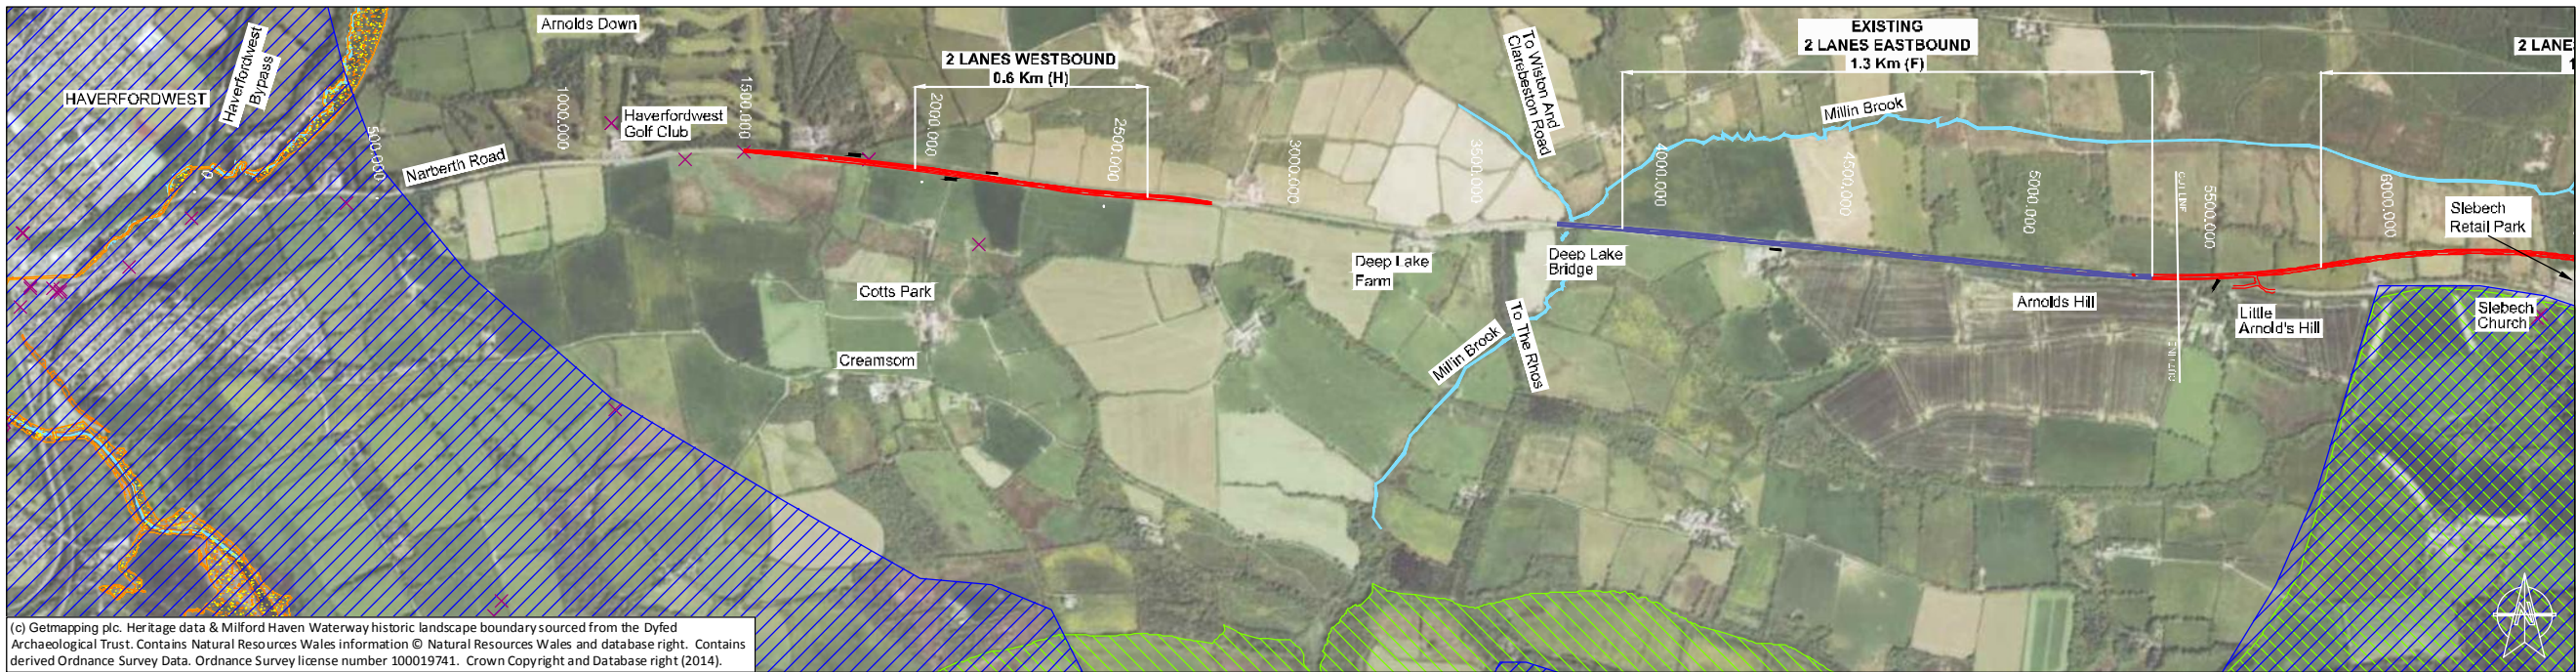 Arnolds Down
HAVERFORDWEST
Haverfordwest
Bypass
0
500.000
Narberth Road
1000.000
Haverfordwest
Golf Club
1500.000
2 LANES WESTBOUND
0.6 Km (H)
2000.000
2500.000
3000.000
3500.000
To Wiston And
Clarebeston Road
EXISTING
2 LANES EASTBOUND
1.3 Km (F)
Millin Brook
4000.000
4500.000
5000.000
5500.000
6000.000
2 LANE
1
Slebech
Retail Park
Cotts Park
Creamsom
Deep Lake
Farm
Deep Lake
Bridge
Millin Brook
To The Rhos
Arnolds Hill
CUTLINE
CUTLINE
Little
Arnold's Hill
Slebech
Church
N
(c) Getmapping plc. Heritage data & Milford Haven Waterway historic landscape boundary sourced from the Dyfed
Archaeological Trust. Contains Natural Resources Wales information © Natural Resources Wales and database right. Contains
derived Ordnance Survey Data. Ordnance Survey license number 100019741. Crown Copyright and Database right (2014).